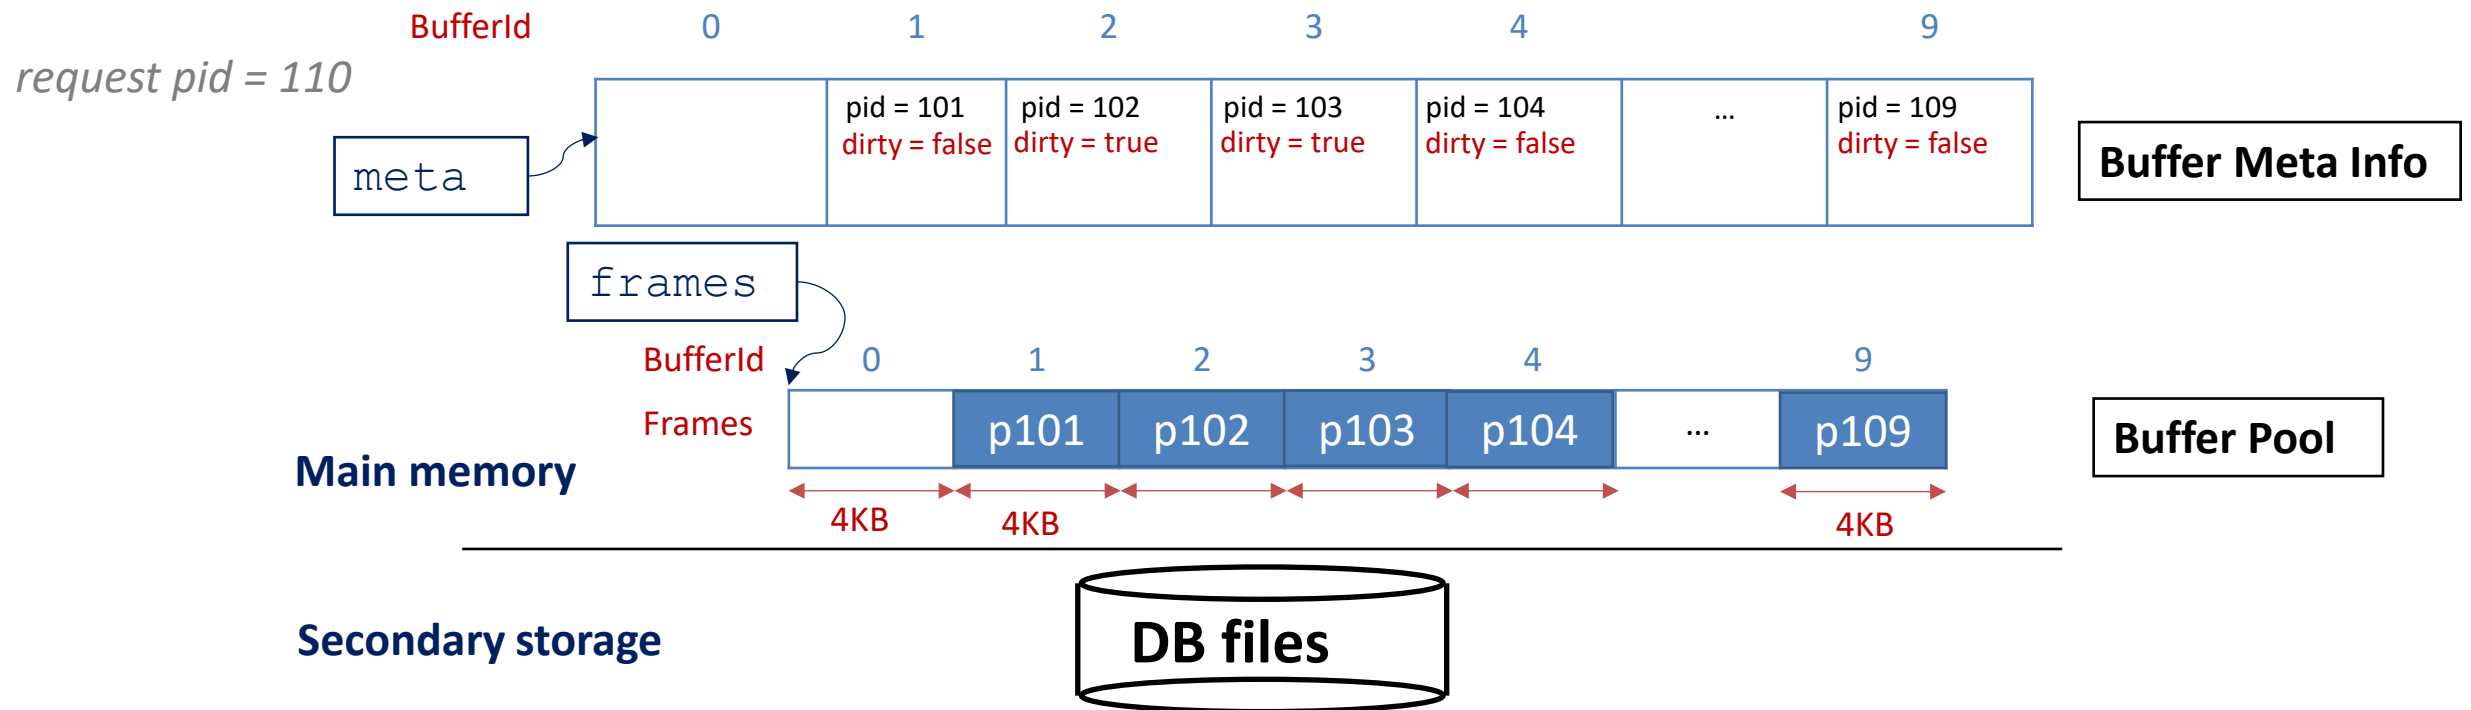 BufferId 0 1 2 3 4 9
request pid = 110
pid = 101 pid = 102 pid = 103 pid = 104 ... pid = 109
dirty = false dirty = true dirty = true dirty = false dirty = false
meta
Buffer Meta Info
frames
BufferId 0 1 2 3 4 9
Frames p101 p102 p103 p104 ... p109
Buffer Pool
Main memory
4KB 4KB 4KB
Secondary storage
DB files